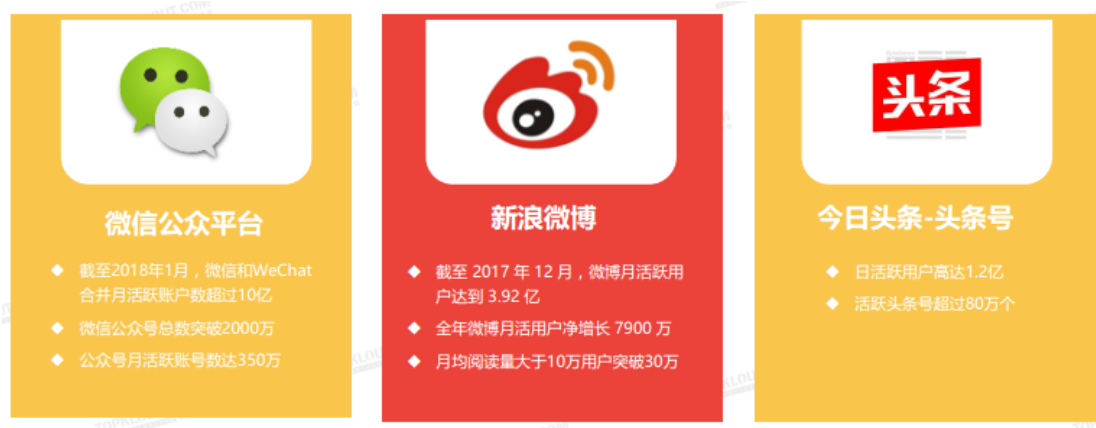 头条
微信公众平台
◆ 截至2018年1月，微信和WeChat
合并月活跃账户数超过10亿
◆ 微信公众号总数突破2000万
◆ 公众号月活跃账号数达350万
新浪微博
◆ 截至 2017 年 12 月，微博月活跃用
户达到 3.92 亿
◆ 全年微博月活用户净增长 7900 万
◆ 月均阅读量大于10万用户突破30万
今日头条-头条号
◆ 日活跃用户高达1.2亿
◆ 活跃头条号超过80万个